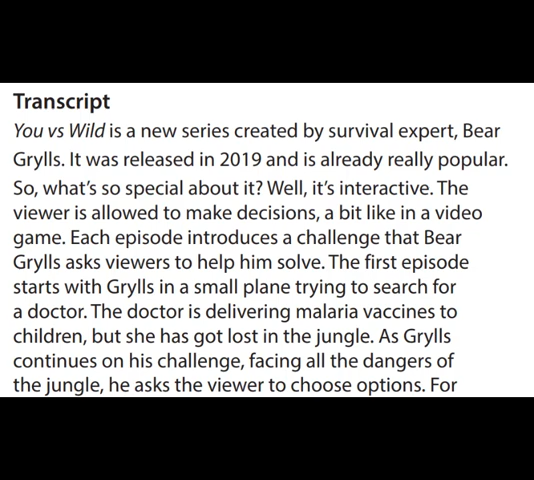 Transcript
You vs Wild is a new series created by survival expert, Bear
Grylls. It was released in 2019 and is already really popular.
So, what's so special about it? Well, it's interactive. The
viewer is allowed to make decisions, a bit like in a video
game. Each episode introduces a challenge that Bear
Grylls asks viewers to help him solve. The first episode
starts with Grylls in a small plane trying to search for
a doctor. The doctor is delivering malaria vaccines to
children, but she has got lost in the jungle. As Grylls
continues on his challenge, facing all the dangers of
the jungle, he asks the viewer to choose options. For